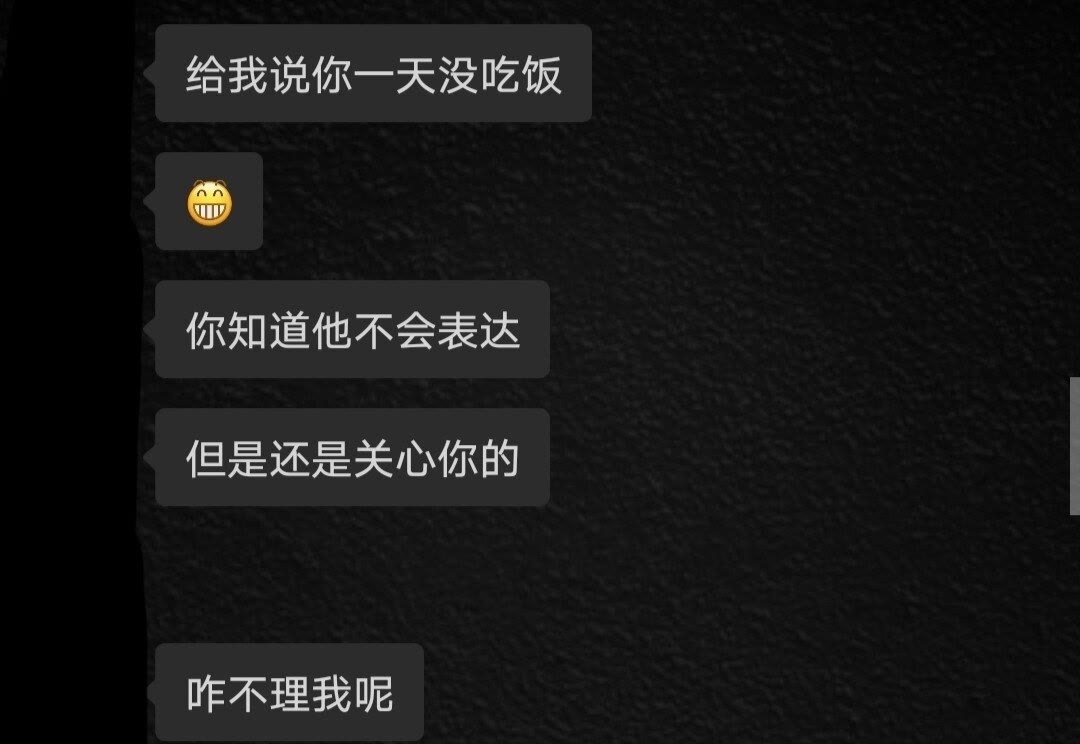 给我说你一天没吃饭
😁
你知道他不会表达
但是还是关心你的
咋不理我呢